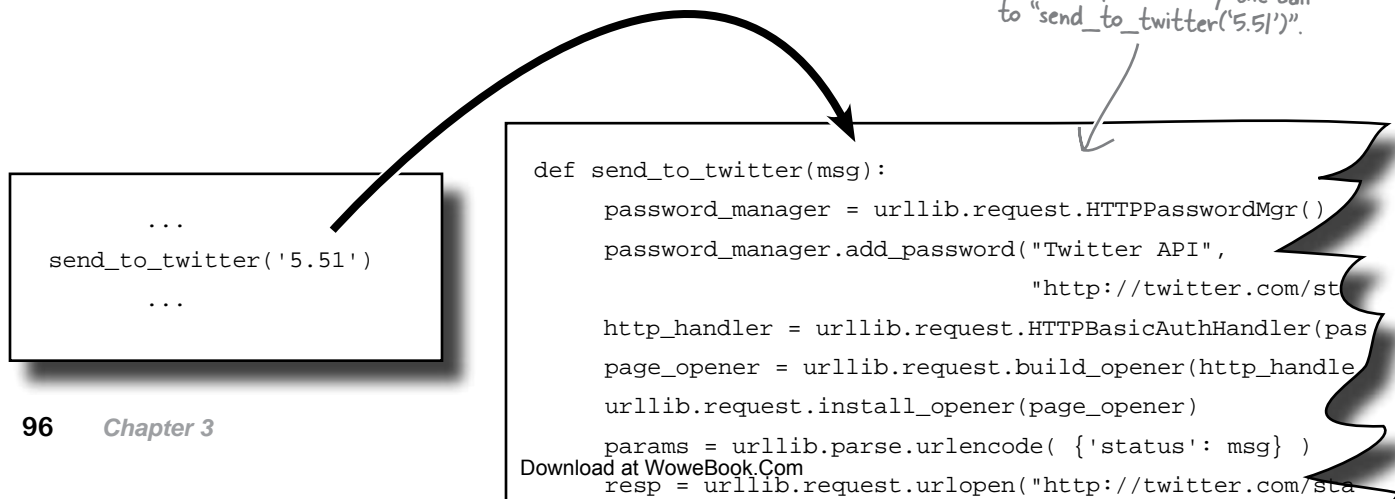 to “send_to_twitter(‘5.51’)”.
...
send_to_twitter('5.51')
...
def send_to_twitter(msg):
password_manager = urllib.request.HTTPPasswordMgr()
password_manager.add_password("Twitter API",
"http://twitter.com/st
http_handler = urllib.request.HTTPBasicAuthHandler(pas
page_opener = urllib.request.build_opener(http_handle
urllib.request.install_opener(page_opener)
params = urllib.parse.urlencode( {'status': msg} )
resp = urllib.request.urlopen("http://twitter.com/sta
96 Chapter 3
Download at WoweBook.Com